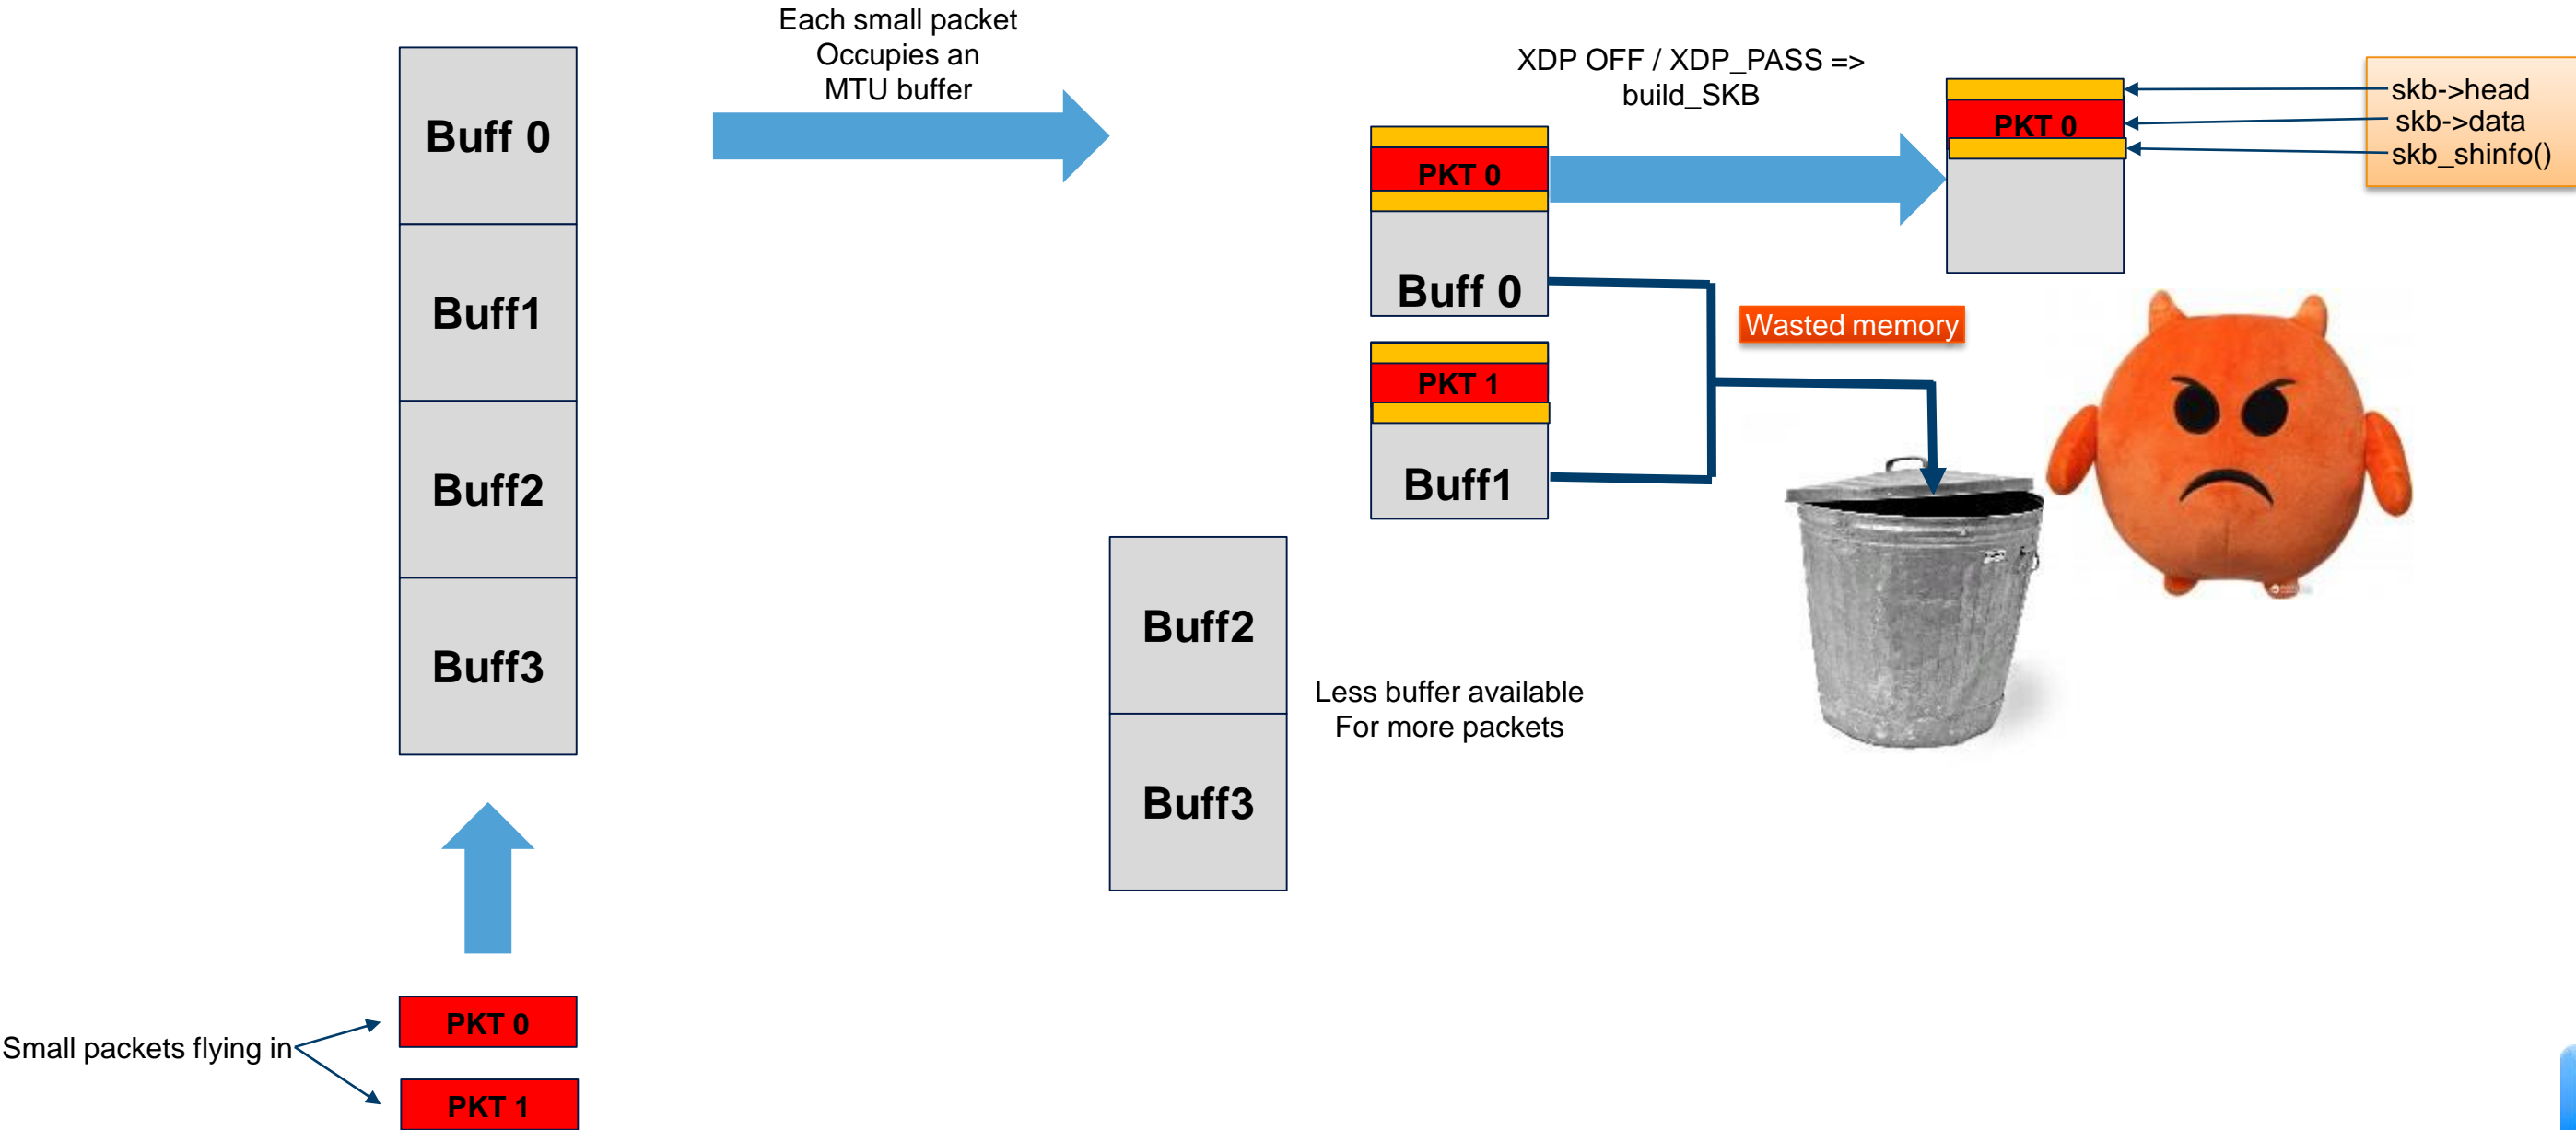 Each small packet
Occupies an
MTU buffer
XDP OFF / XDP_PASS =>
build_SKB
skb->head
skb->data
skb_shinfo()
Buff 0
Buff1
Buff2
Buff3
PKT 0
Buff 0
PKT 1
Buff1
PKT 0
Wasted memory
Buff2
Buff3
Less buffer available
For more packets
Small packets flying in
PKT 0
PKT 1